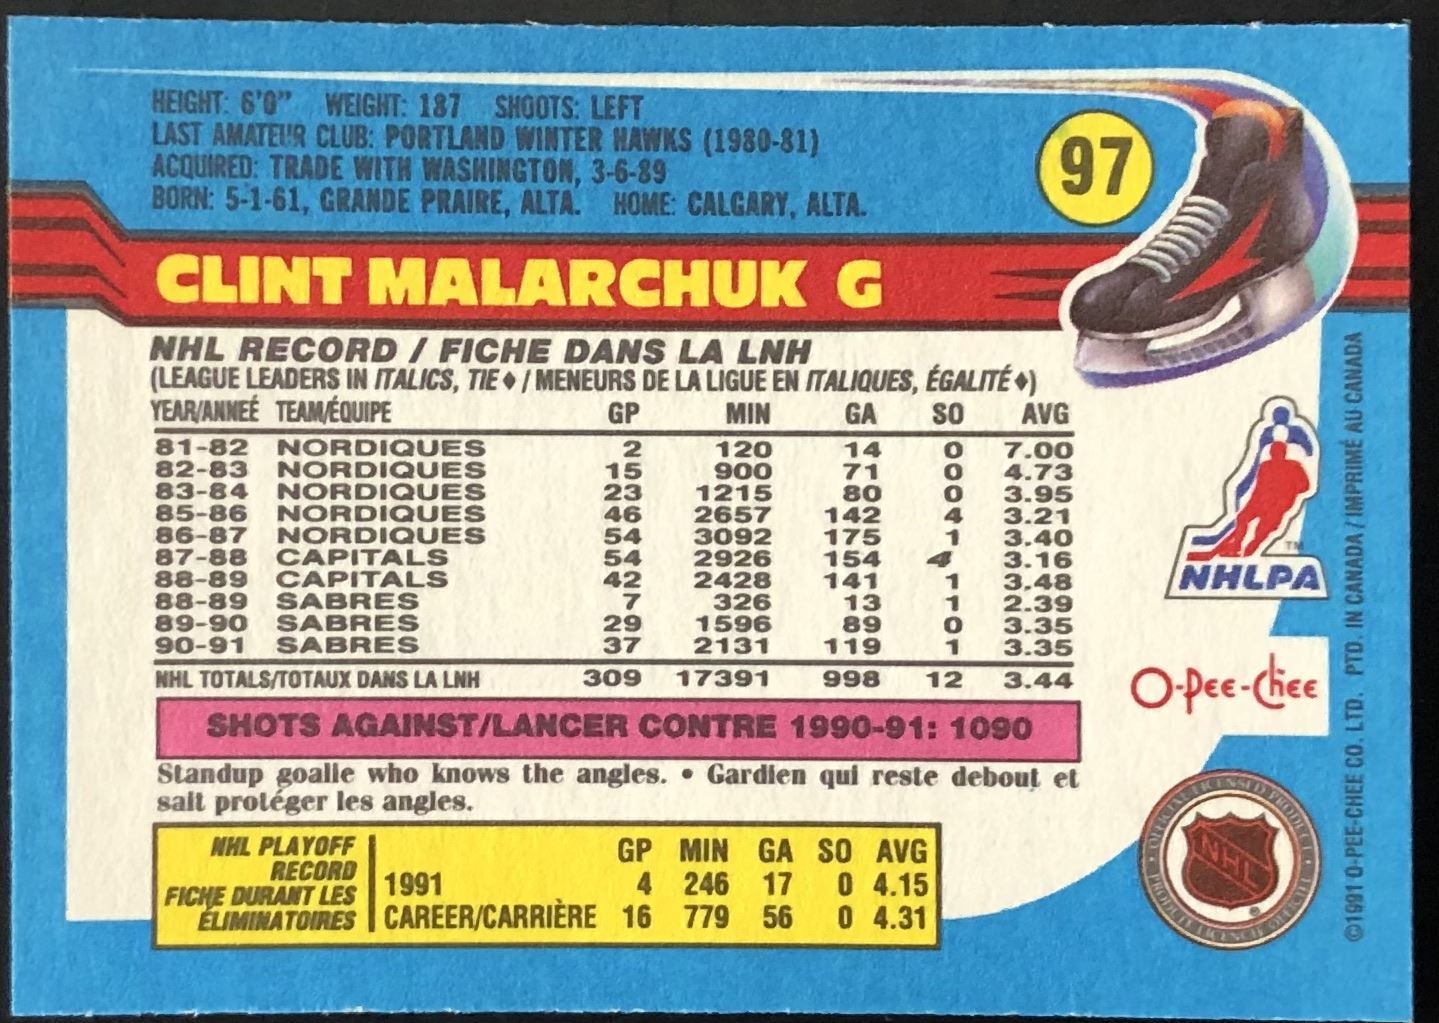 HEIGHT: 6'0" WEIGHT: 187 SHOOTS: LEFT
LAST AMATEUR CLUB: PORTLAND WINTER HAWKS (1980-81)
ACQUIRED: TRADE WITH WASHINGTON, 3-6-89
BORN: 5-1-61, GRANDE PRAIRE, ALTA. HOME: CALGARY, ALTA.
97
CLINT MALARCHUK G
NHL RECORD / FICHE DANS LA LNH
(LEAGUE LEADERS IN ITALICS, TIE ♦ / MENEURS DE LA LIGUE EN ITALIQUES, ÉGALITÉ ♦)
YEAR/ANNEÉ TEAM/ÉQUIPE GP MIN GA SO AVG
81-82 NORDIQUES 2 120 14 0 7.00
82-83 NORDIQUES 15 900 71 0 4.73
83-84 NORDIQUES 23 1215 80 0 3.95
85-86 NORDIQUES 46 2657 142 4 3.21
86-87 NORDIQUES 54 3092 175 1 3.40
87-88 CAPITALS 54 2926 154 4 3.16
88-89 CAPITALS 42 2428 141 1 3.48
88-89 SABRES 7 326 13 1 2.39
89-90 SABRES 29 1596 89 0 3.35
90-91 SABRES 37 2131 119 1 3.35
NHL TOTALS/TOTAUX DANS LA LNH 309 17391 998 12 3.44
SHOTS AGAINST/LANCER CONTRE 1990-91: 1090
Standup goalie who knows the angles. • Gardien qui reste debout et
sait protéger les angles.
NHL PLAYOFF
RECORD
FICHE DURANT LES
ÉLIMINATOIRES
GP MIN GA SO AVG
1991 4 246 17 0 4.15
CAREER/CARRIÈRE 16 779 56 0 4.31
TM
NHLPA
O-Pee-Chee
OFFICIAL LICENSED PRODUCT
NHL
®
©1991 O-PEE-CHEE CO. LTD. PTD. IN CANADA / IMPRIMÉ AU CANADA